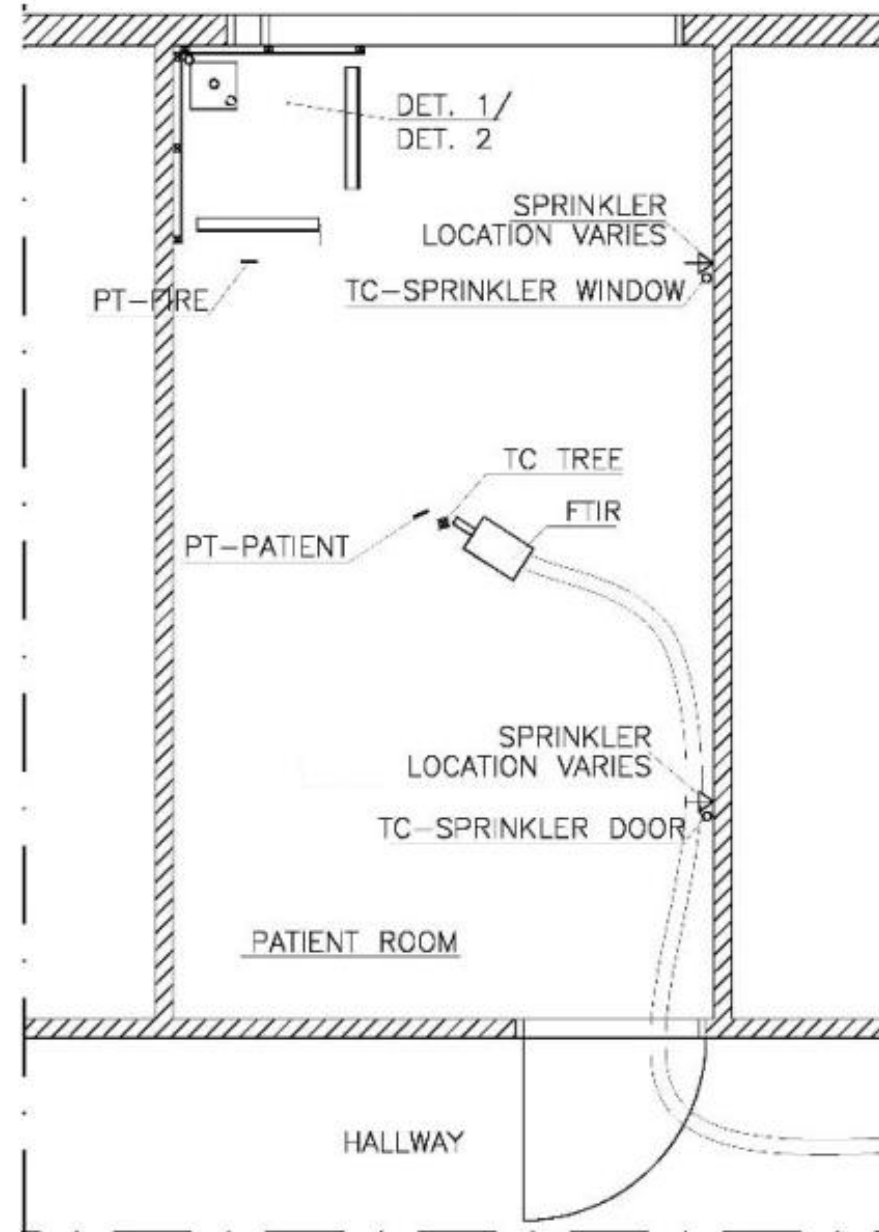 DET. 1/
DET. 2
SPRINKLER
LOCATION VARIES
TC-SPRINKLER WINDOW
PT-FIRE
TC TREE
FTIR
PT-PATIENT
SPRINKLER
LOCATION VARIES
TC-SPRINKLER DOOR
PATIENT ROOM
HALLWAY